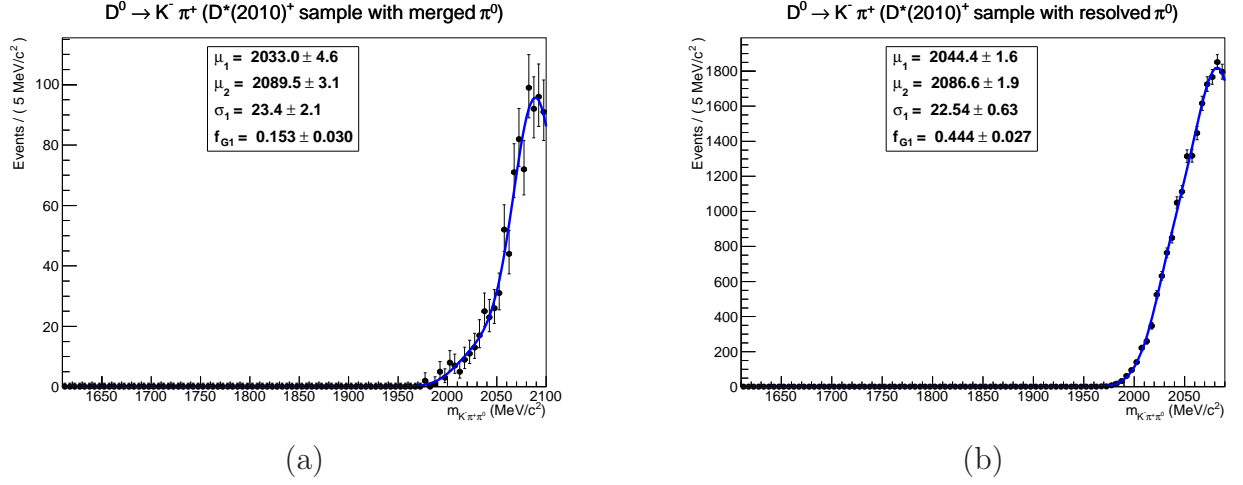 D⁰ → K⁻ π⁺ (D*(2010)⁺ sample with merged π⁰)
Events / ( 5 MeV/c² )
μ₁ = 2033.0 ± 4.6
μ₂ = 2089.5 ± 3.1
σ₁ = 23.4 ± 2.1
f_G1 = 0.153 ± 0.030
100
80
60
40
20
0
1650 1700 1750 1800 1850 1900 1950 2000 2050 2100
m_K⁻π⁺π⁰ (MeV/c²)
(a)
D⁰ → K⁻ π⁺ (D*(2010)⁺ sample with resolved π⁰)
Events / ( 5 MeV/c² )
μ₁ = 2044.4 ± 1.6
μ₂ = 2086.6 ± 1.9
σ₁ = 22.54 ± 0.63
f_G1 = 0.444 ± 0.027
1800
1600
1400
1200
1000
800
600
400
200
0
1650 1700 1750 1800 1850 1900 1950 2000 2050
m_K⁻π⁺π⁰ (MeV/c²)
(b)